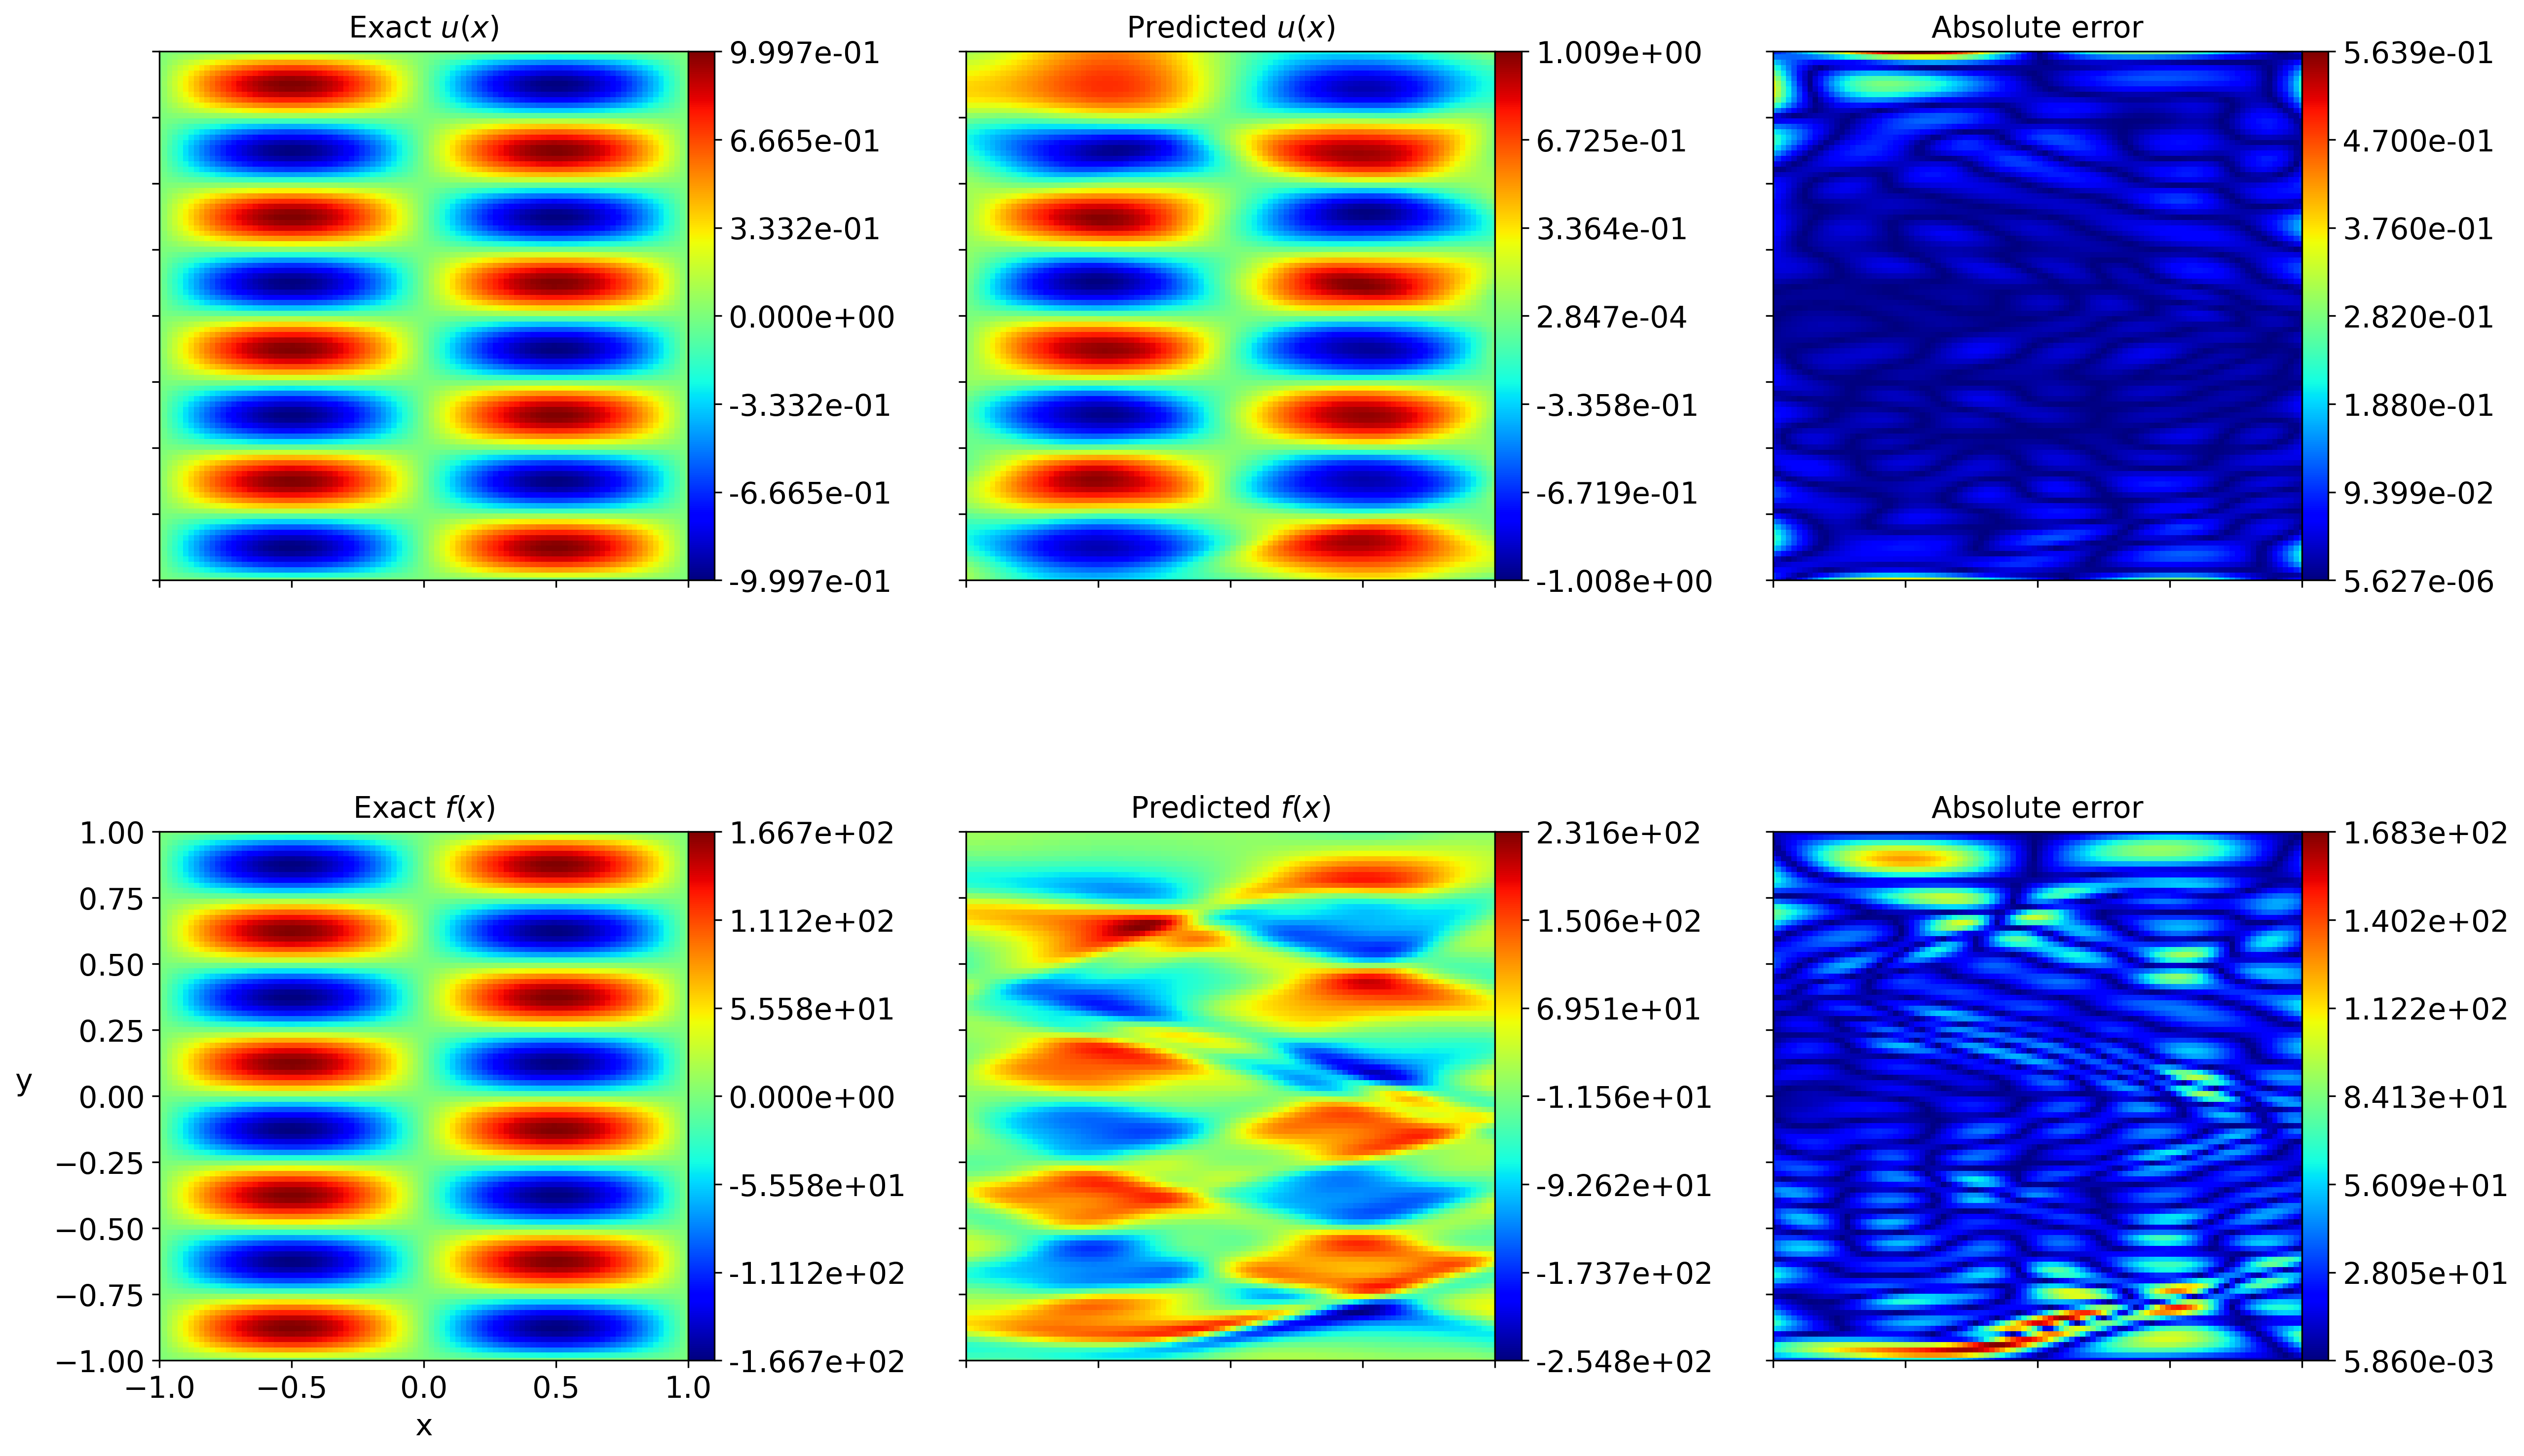 Exact u(x)
9.997e-01
6.665e-01
3.332e-01
0.000e+00
-3.332e-01
-6.665e-01
-9.997e-01
Predicted u(x)
1.009e+00
6.725e-01
3.364e-01
2.847e-04
-3.358e-01
-6.719e-01
-1.008e+00
Absolute error
5.639e-01
4.700e-01
3.760e-01
2.820e-01
1.880e-01
9.399e-02
5.627e-06
Exact f(x)
y
1.00
0.75
0.50
0.25
0.00
−0.25
−0.50
−0.75
−1.00
−1.0 −0.5 0.0 0.5 1.0
x
1.667e+02
1.112e+02
5.558e+01
0.000e+00
-5.558e+01
-1.112e+02
-1.667e+02
Predicted f(x)
2.316e+02
1.506e+02
6.951e+01
-1.156e+01
-9.262e+01
-1.737e+02
-2.548e+02
Absolute error
1.683e+02
1.402e+02
1.122e+02
8.413e+01
5.609e+01
2.805e+01
5.860e-03